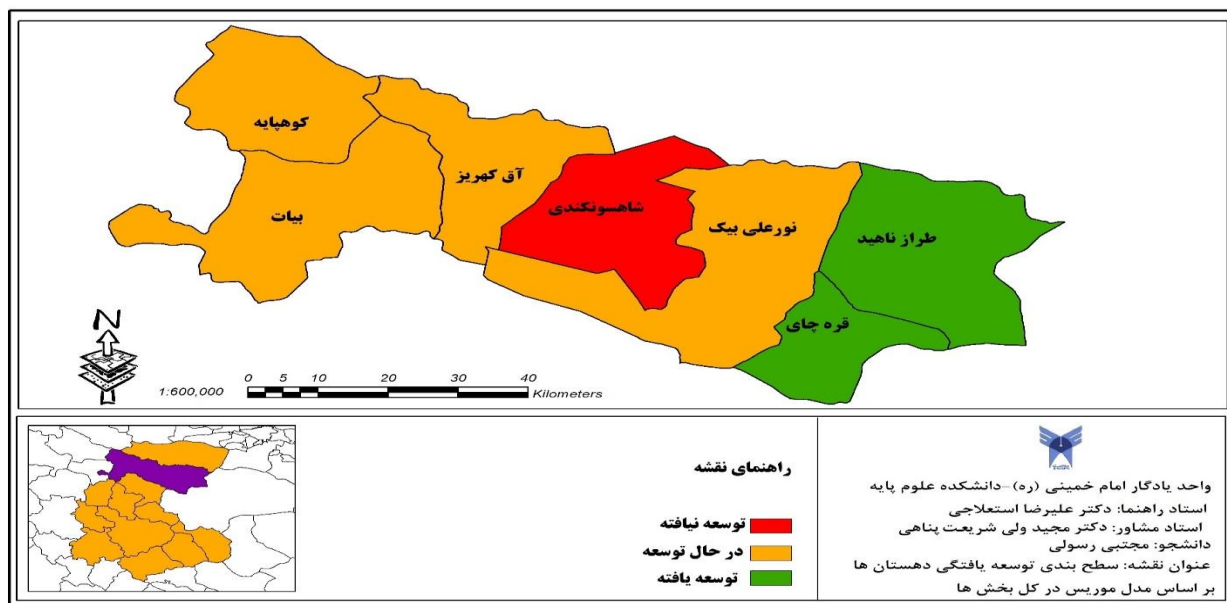 کوهپایه
آق کهریز
بیات
شاهسونکندی
نورعلی بیک
طراز ناهید
قره چای
N
1:600,000
0 5 10 20 30 40
Kilometers
راهنمای نقشه
توسعه نیافته
در حال توسعه
توسعه یافته
واحد یادگار امام خمینی (ره) -دانشکده علوم پایه
استاد راهنما: دکتر علیرضا استعلاجی
استاد مشاور: دکتر مجید ولی شریعت پناهی
دانشجو: مجتبی رسولی
عنوان نقشه: سطح بندی توسعه یافتگی دهستان ها
بر اساس مدل موریس در کل بخش ها